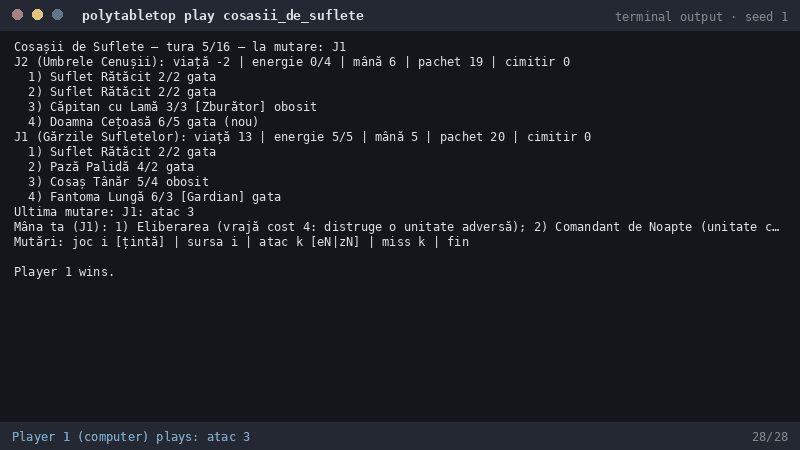 polytabletop play cosasii_de_suflete
terminal output · seed 1
Cosașii de Suflete — tura 5/16 — la mutare: J1
J2 (Umbrele Cenușii): viață -2 | energie 0/4 | mână 6 | pachet 19 | cimitir 0
1) Suflet Rătăcit 2/2 gata
2) Suflet Rătăcit 2/2 gata
3) Căpitan cu Lamă 3/3 [Zburător] obosit
4) Doamna Cețoasă 6/5 gata (nou)
J1 (Gărzile Sufletelor): viață 13 | energie 5/5 | mână 5 | pachet 20 | cimitir 0
1) Suflet Rătăcit 2/2 gata
2) Pază Palidă 4/2 gata
3) Cosaș Tânăr 5/4 obosit
4) Fantoma Lungă 6/3 [Gardian] gata
Ultima mutare: J1: atac 3
Mâna ta (J1): 1) Eliberarea (vrajă cost 4: distruge o unitate adversă); 2) Comandant de Noapte (unitate c…
Mutări: joc i [țintă] | sursa i | atac k [eN|zN] | miss k | fin
Player 1 wins.
Player 1 (computer) plays: atac 3
28/28